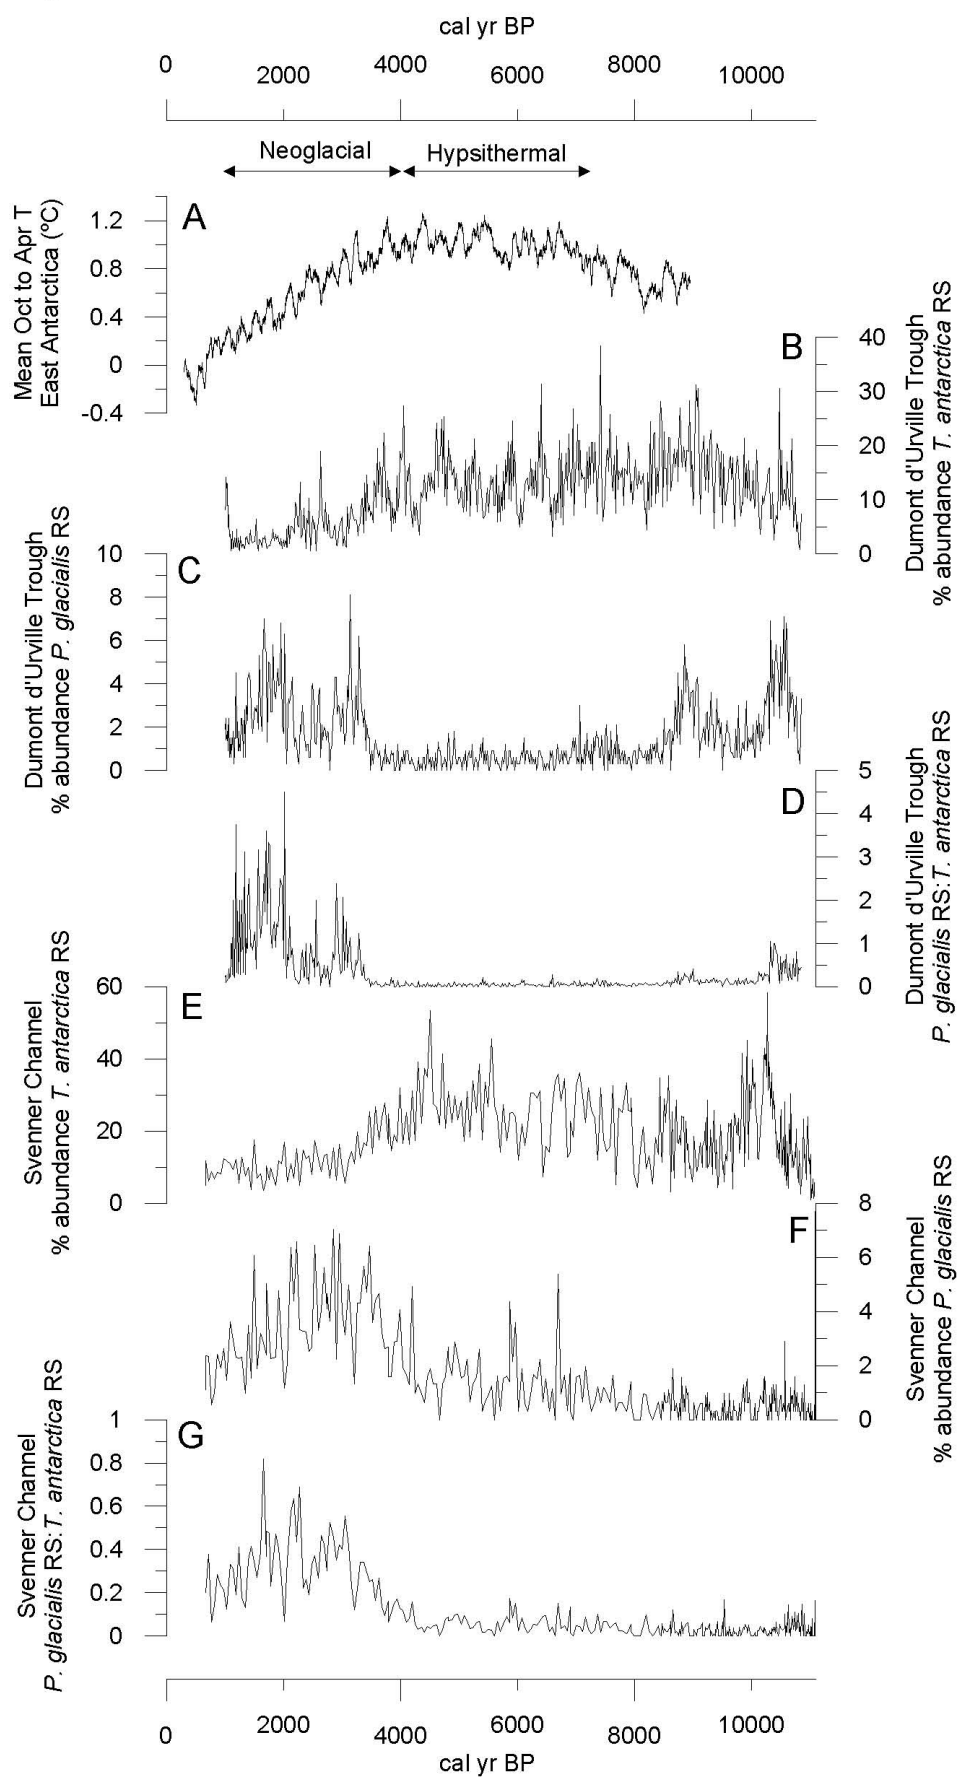 cal yr BP
0 2000 4000 6000 8000 10000
Neoglacial Hypsithermal
A
Mean Oct to Apr T
East Antarctica (ºC)
1.2
0.8
0.4
0
-0.4
B
40
30
20
10
0
Dumont d'Urville Trough
% abundance T. antarctica RS
C
Dumont d'Urville Trough
% abundance P. glacialis RS
10
8
6
4
2
0
D
5
4
3
2
1
0
Dumont d'Urville Trough
P. glacialis RS:T. antarctica RS
E
Svenner Channel
% abundance T. antarctica RS
60
40
20
0
F
8
6
4
2
0
Svenner Channel
% abundance P. glacialis RS
G
Svenner Channel
P. glacialis RS:T. antarctica RS
1
0.8
0.6
0.4
0.2
0
0 2000 4000 6000 8000 10000
cal yr BP